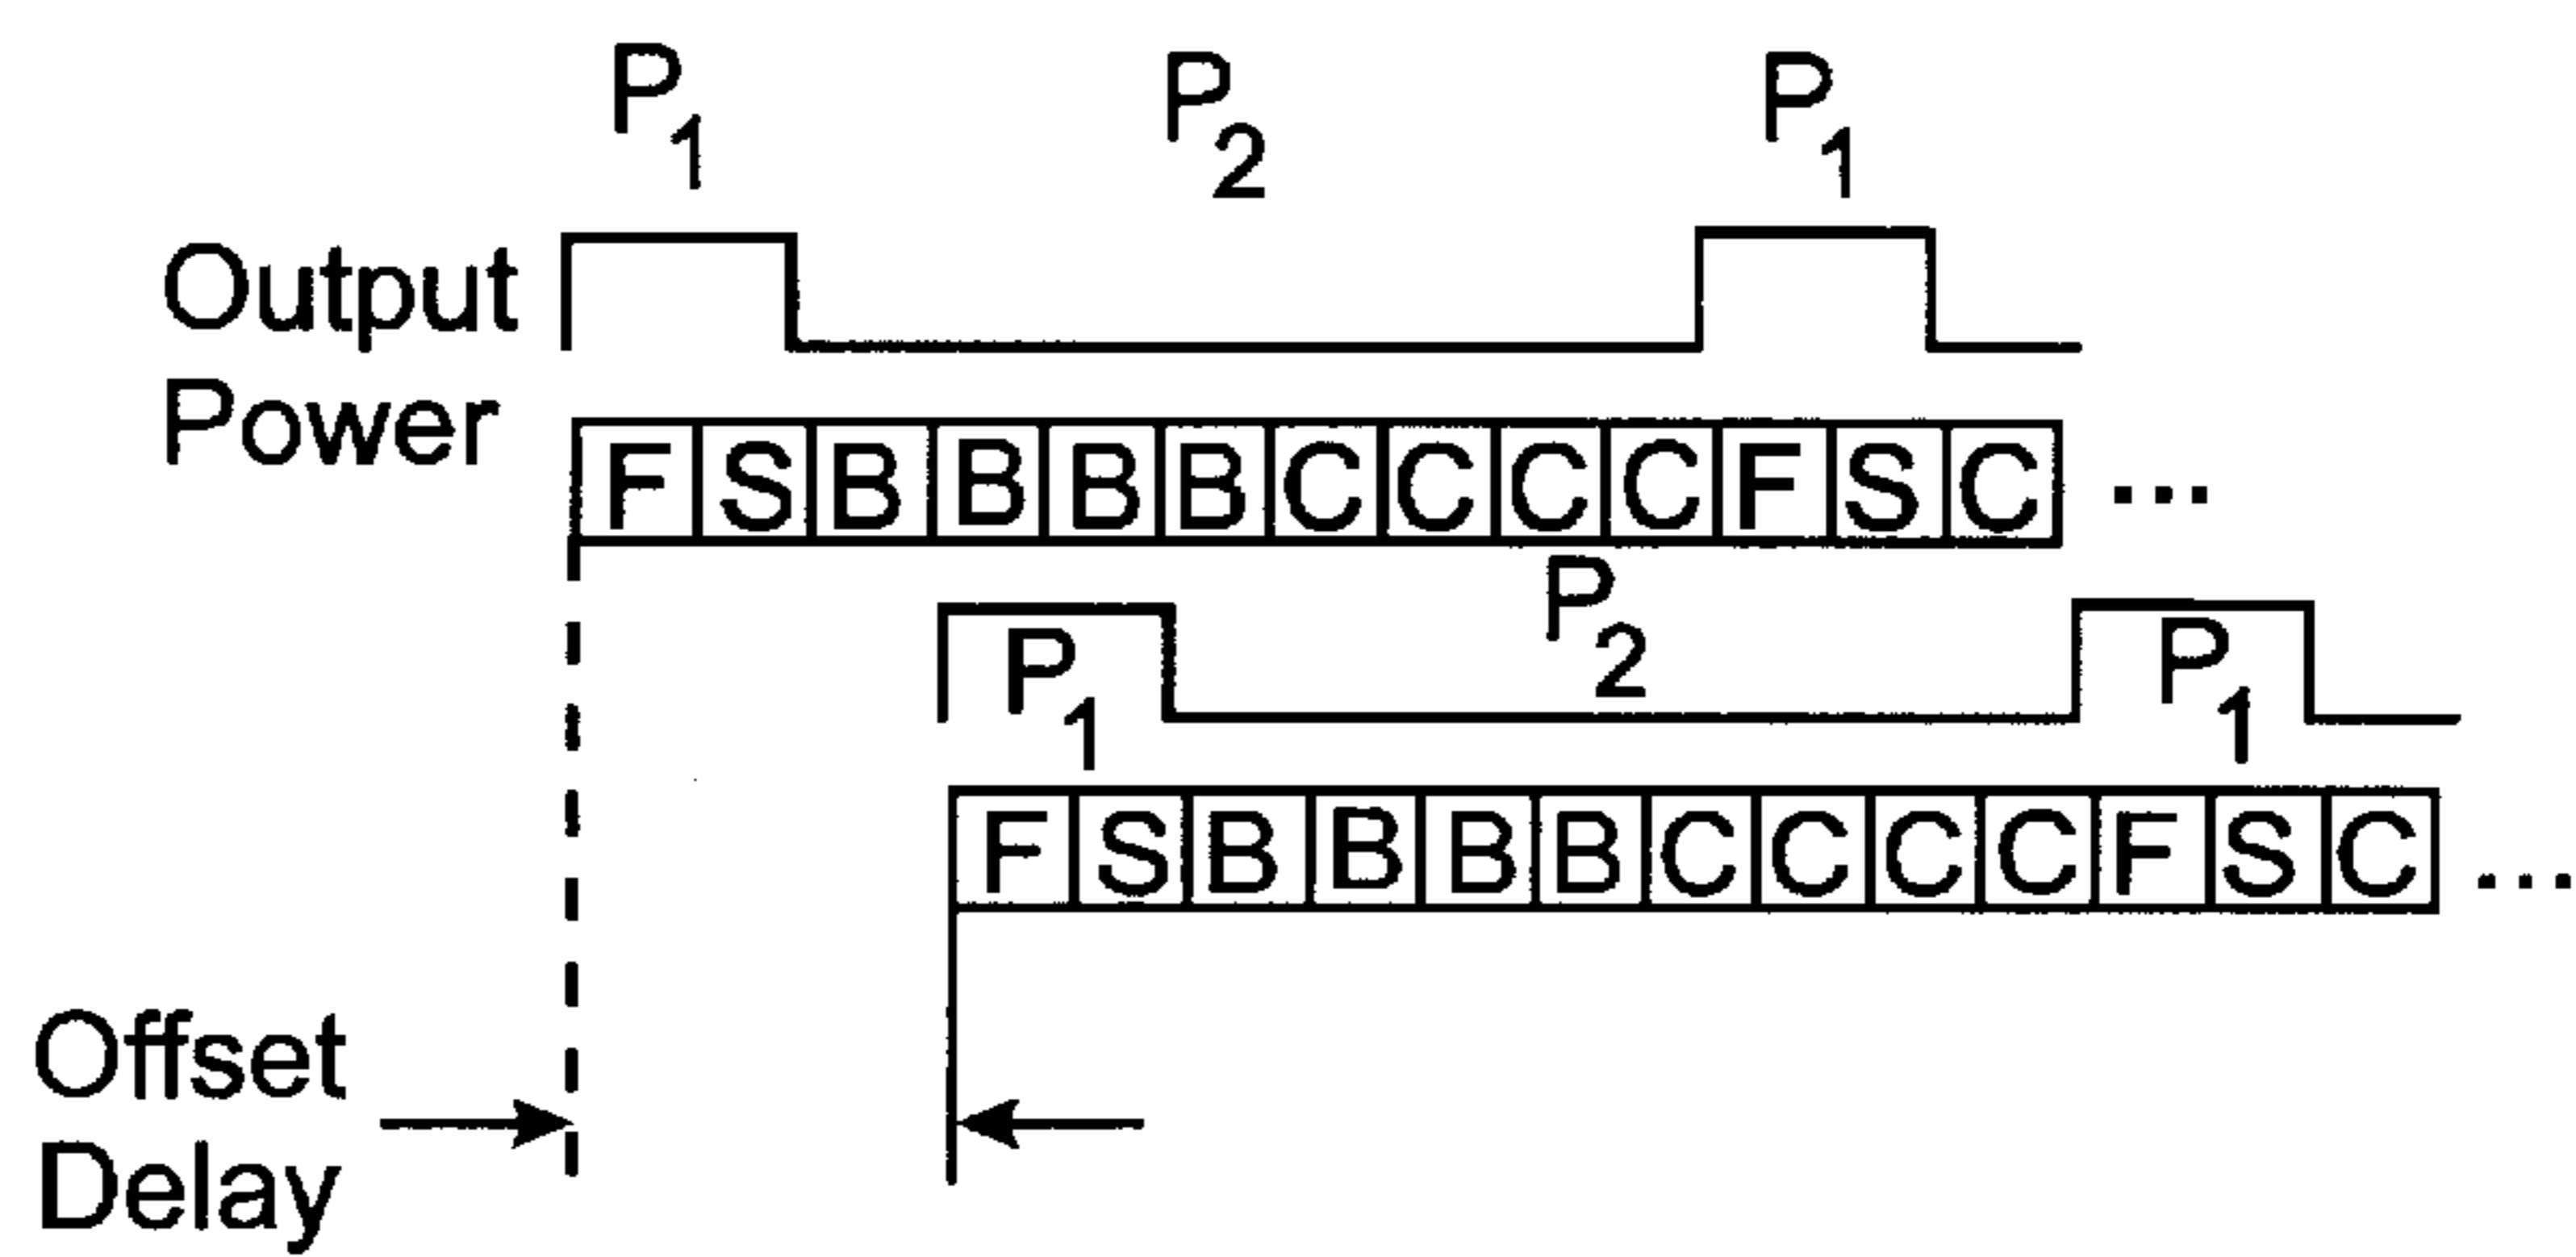 P1 P2 P1
Output
Power
F S B B B B C C C C F S C ...
P1 P2 P1
F S B B B B C C C C F S C ...
Offset
Delay